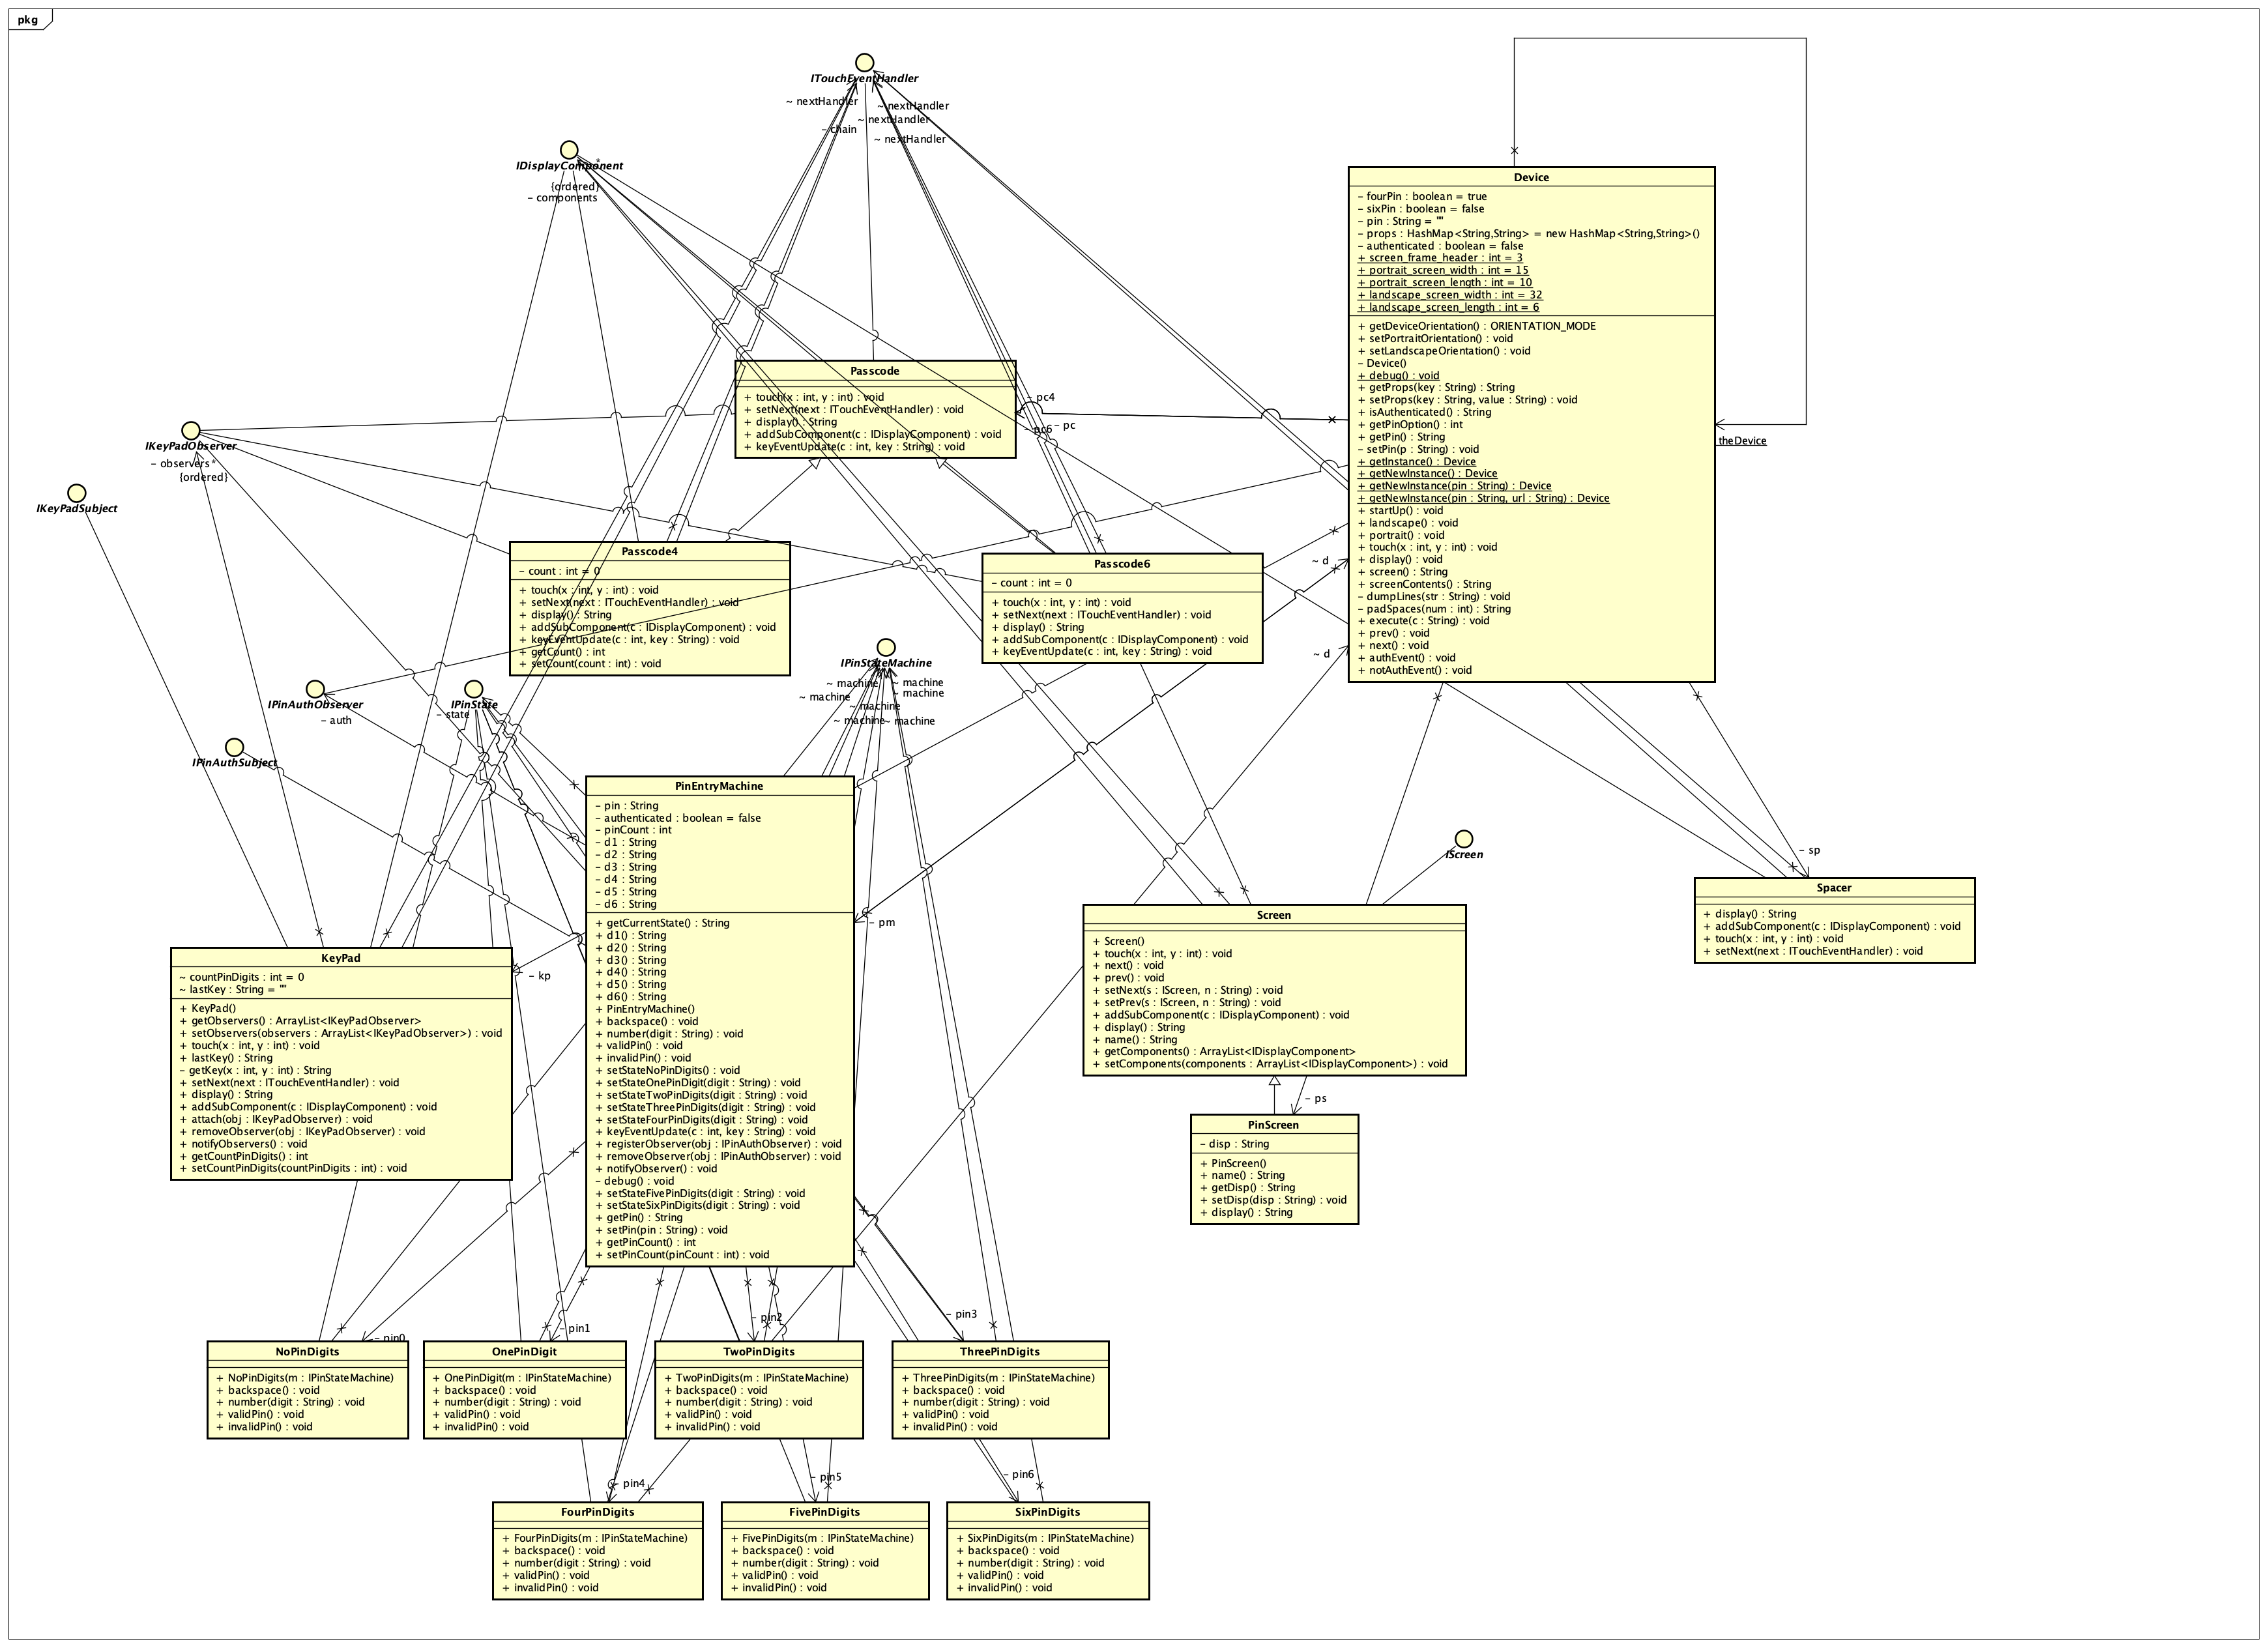 pkg
ITouchEventHandler
~ nextHandler
~ nextHandler
~ nextHandler
- chain
~ nextHandler
IDisplayComponent
*
{ordered}
- components
Device
- fourPin : boolean = true
- sixPin : boolean = false
- pin : String = ""
- props : HashMap<String,String> = new HashMap<String,String>()
- authenticated : boolean = false
+ screen_frame_header : int = 3
+ portrait_screen_width : int = 15
+ portrait_screen_length : int = 10
+ landscape_screen_width : int = 32
+ landscape_screen_length : int = 6
+ getDeviceOrientation() : ORIENTATION_MODE
+ setPortraitOrientation() : void
+ setLandscapeOrientation() : void
- Device()
+ debug() : void
+ getProps(key : String) : String
+ setProps(key : String, value : String) : void
+ isAuthenticated() : String
+ getPinOption() : int
+ getPin() : String
- setPin(p : String) : void
+ getInstance() : Device
+ getNewInstance() : Device
+ getNewInstance(pin : String) : Device
+ getNewInstance(pin : String, url : String) : Device
+ startUp() : void
+ landscape() : void
+ portrait() : void
+ touch(x : int, y : int) : void
+ display() : void
+ screen() : String
+ screenContents() : String
- dumpLines(str : String) : void
- padSpaces(num : int) : String
+ execute(c : String) : void
+ prev() : void
+ next() : void
+ authEvent() : void
+ notAuthEvent() : void
theDevice
Passcode
+ touch(x : int, y : int) : void
+ setNext(next : ITouchEventHandler) : void
+ display() : String
+ addSubComponent(c : IDisplayComponent) : void
+ keyEventUpdate(c : int, key : String) : void
- pc4
- pc6
- pc
IKeyPadObserver
- observers *
{ordered}
IKeyPadSubject
Passcode4
- count : int = 0
+ touch(x : int, y : int) : void
+ setNext(next : ITouchEventHandler) : void
+ display() : String
+ addSubComponent(c : IDisplayComponent) : void
+ keyEventUpdate(c : int, key : String) : void
+ getCount() : int
+ setCount(count : int) : void
Passcode6
- count : int = 0
+ touch(x : int, y : int) : void
+ setNext(next : ITouchEventHandler) : void
+ display() : String
+ addSubComponent(c : IDisplayComponent) : void
+ keyEventUpdate(c : int, key : String) : void
~ d
~ d
IPinStateMachine
~ machine
~ machine
~ machine
~ machine
~ machine
~ machine
~ machine
IPinAuthObserver
- auth
IPinState
- state
IPinAuthSubject
PinEntryMachine
- pin : String
- authenticated : boolean = false
- pinCount : int
- d1 : String
- d2 : String
- d3 : String
- d4 : String
- d5 : String
- d6 : String
+ getCurrentState() : String
+ d1() : String
+ d2() : String
+ d3() : String
+ d4() : String
+ d5() : String
+ d6() : String
+ PinEntryMachine()
+ backspace() : void
+ number(digit : String) : void
+ validPin() : void
+ invalidPin() : void
+ setStateNoPinDigits() : void
+ setStateOnePinDigit(digit : String) : void
+ setStateTwoPinDigits(digit : String) : void
+ setStateThreePinDigits(digit : String) : void
+ setStateFourPinDigits(digit : String) : void
+ keyEventUpdate(c : int, key : String) : void
+ registerObserver(obj : IPinAuthObserver) : void
+ removeObserver(obj : IPinAuthObserver) : void
+ notifyObserver() : void
- debug() : void
+ setStateFivePinDigits(digit : String) : void
+ setStateSixPinDigits(digit : String) : void
+ getPin() : String
+ setPin(pin : String) : void
+ getPinCount() : int
+ setPinCount(pinCount : int) : void
- pm
IScreen
- sp
Spacer
+ display() : String
+ addSubComponent(c : IDisplayComponent) : void
+ touch(x : int, y : int) : void
+ setNext(next : ITouchEventHandler) : void
Screen
+ Screen()
+ touch(x : int, y : int) : void
+ next() : void
+ prev() : void
+ setNext(s : IScreen, n : String) : void
+ setPrev(s : IScreen, n : String) : void
+ addSubComponent(c : IDisplayComponent) : void
+ display() : String
+ name() : String
+ getComponents() : ArrayList<IDisplayComponent>
+ setComponents(components : ArrayList<IDisplayComponent>) : void
- ps
PinScreen
- disp : String
+ PinScreen()
+ name() : String
+ getDisp() : String
+ setDisp(disp : String) : void
+ display() : String
KeyPad
~ countPinDigits : int = 0
~ lastKey : String = ""
+ KeyPad()
+ getObservers() : ArrayList<IKeyPadObserver>
+ setObservers(observers : ArrayList<IKeyPadObserver>) : void
+ touch(x : int, y : int) : void
+ lastKey() : String
- getKey(x : int, y : int) : String
+ setNext(next : ITouchEventHandler) : void
+ display() : String
+ addSubComponent(c : IDisplayComponent) : void
+ attach(obj : IKeyPadObserver) : void
+ removeObserver(obj : IKeyPadObserver) : void
+ notifyObservers() : void
+ getCountPinDigits() : int
+ setCountPinDigits(countPinDigits : int) : void
- kp
- pin0
- pin1
- pin2
- pin3
NoPinDigits
+ NoPinDigits(m : IPinStateMachine)
+ backspace() : void
+ number(digit : String) : void
+ validPin() : void
+ invalidPin() : void
OnePinDigit
+ OnePinDigit(m : IPinStateMachine)
+ backspace() : void
+ number(digit : String) : void
+ validPin() : void
+ invalidPin() : void
TwoPinDigits
+ TwoPinDigits(m : IPinStateMachine)
+ backspace() : void
+ number(digit : String) : void
+ validPin() : void
+ invalidPin() : void
ThreePinDigits
+ ThreePinDigits(m : IPinStateMachine)
+ backspace() : void
+ number(digit : String) : void
+ validPin() : void
+ invalidPin() : void
- pin4
- pin5
- pin6
FourPinDigits
+ FourPinDigits(m : IPinStateMachine)
+ backspace() : void
+ number(digit : String) : void
+ validPin() : void
+ invalidPin() : void
FivePinDigits
+ FivePinDigits(m : IPinStateMachine)
+ backspace() : void
+ number(digit : String) : void
+ validPin() : void
+ invalidPin() : void
SixPinDigits
+ SixPinDigits(m : IPinStateMachine)
+ backspace() : void
+ number(digit : String) : void
+ validPin() : void
+ invalidPin() : void